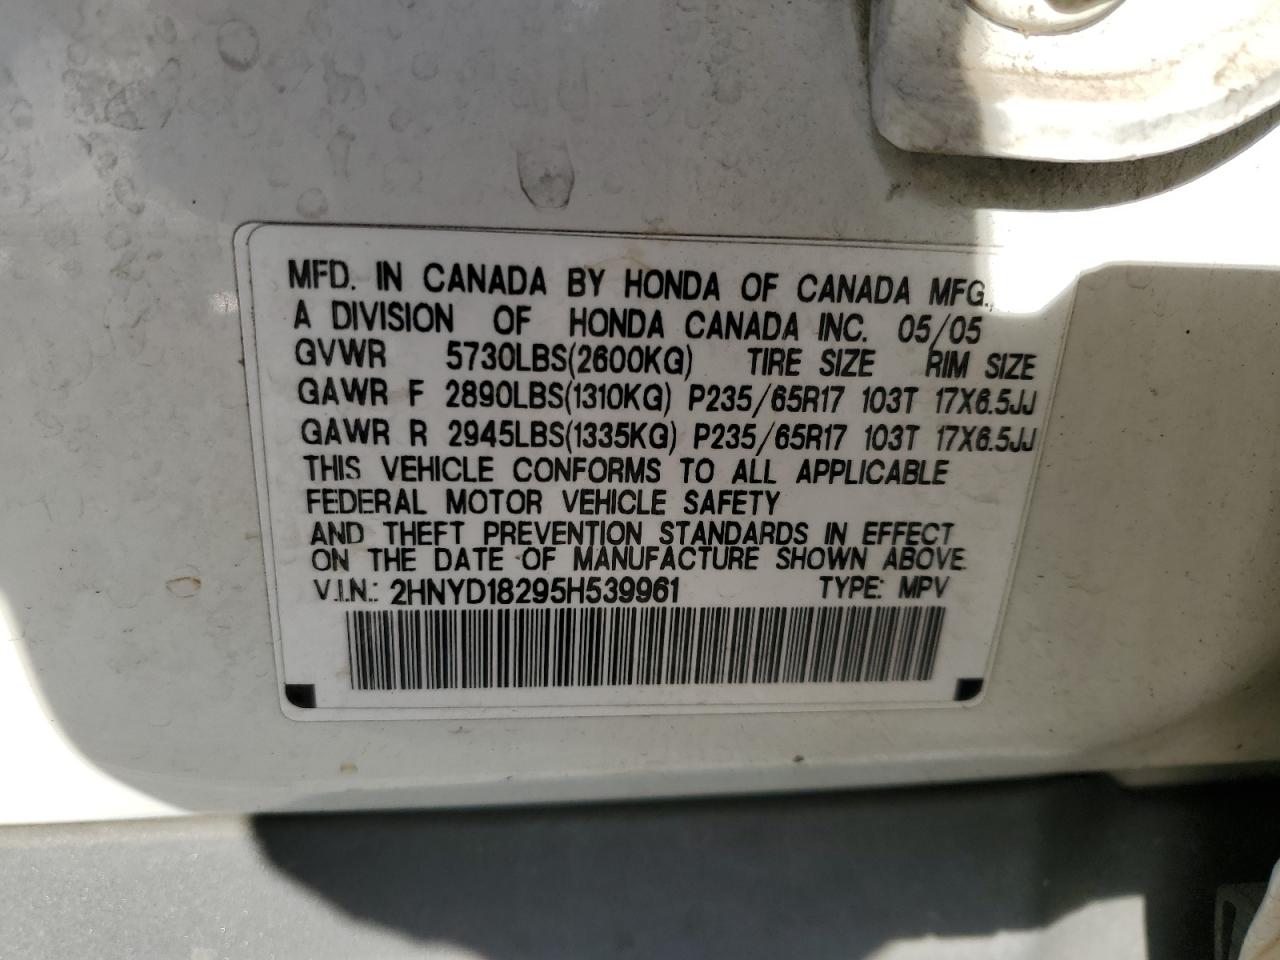 MFD. IN CANADA BY HONDA OF CANADA MFG.,
A DIVISION OF HONDA CANADA INC. 05/05
GVWR 5730LBS(2600KG) TIRE SIZE RIM SIZE
GAWR F 2890LBS(1310KG) P235/65R17 103T 17X6.5JJ
GAWR R 2945LBS(1335KG) P235/65R17 103T 17X6.5JJ
THIS VEHICLE CONFORMS TO ALL APPLICABLE
FEDERAL MOTOR VEHICLE SAFETY
AND THEFT PREVENTION STANDARDS IN EFFECT
ON THE DATE OF MANUFACTURE SHOWN ABOVE.
V.I.N.: 2HNYD18295H539961 TYPE: MPV